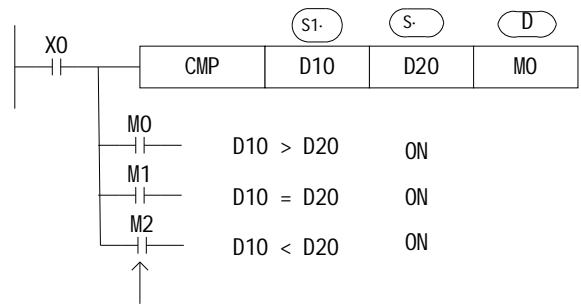 S1· S· D
X0
CMP D10 D20 M0
M0
D10 > D20 ON
M1
D10 = D20 ON
M2
D10 < D20 ON